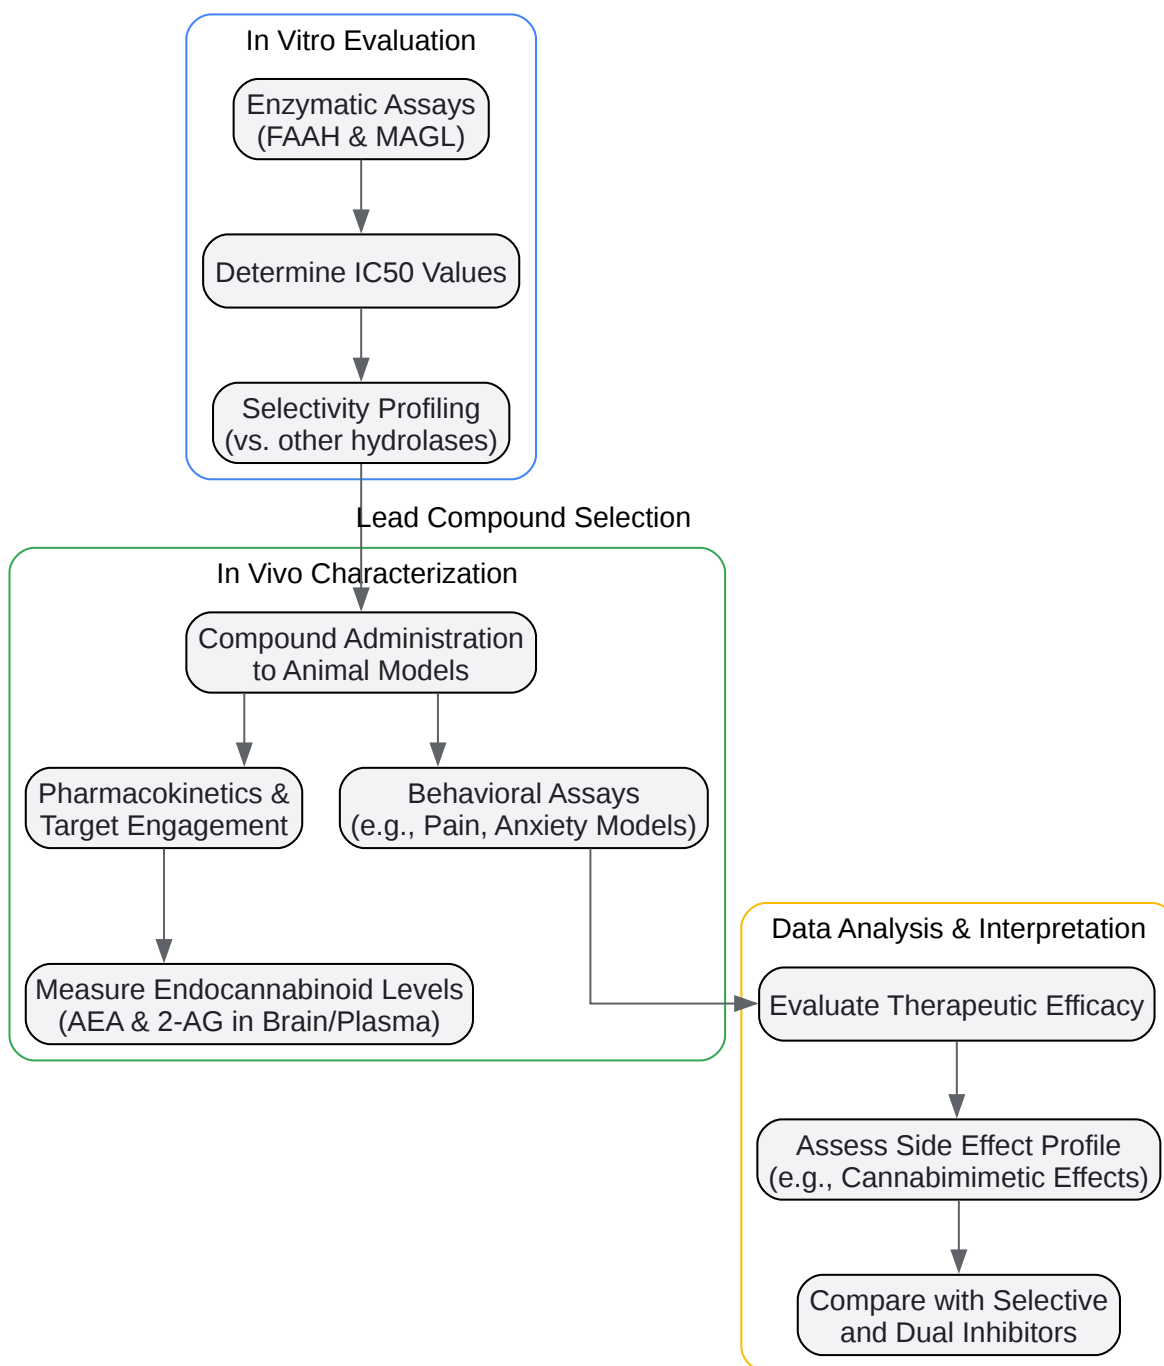 In Vitro Evaluation
Enzymatic Assays
(FAAH & MAGL)
Determine IC50 Values
Selectivity Profiling
(vs. other hydrolases)
Lead Compound Selection
In Vivo Characterization
Compound Administration
to Animal Models
Pharmacokinetics &
Target Engagement
Behavioral Assays
(e.g., Pain, Anxiety Models)
Measure Endocannabinoid Levels
(AEA & 2-AG in Brain/Plasma)
Data Analysis & Interpretation
Evaluate Therapeutic Efficacy
Assess Side Effect Profile
(e.g., Cannabimimetic Effects)
Compare with Selective
and Dual Inhibitors